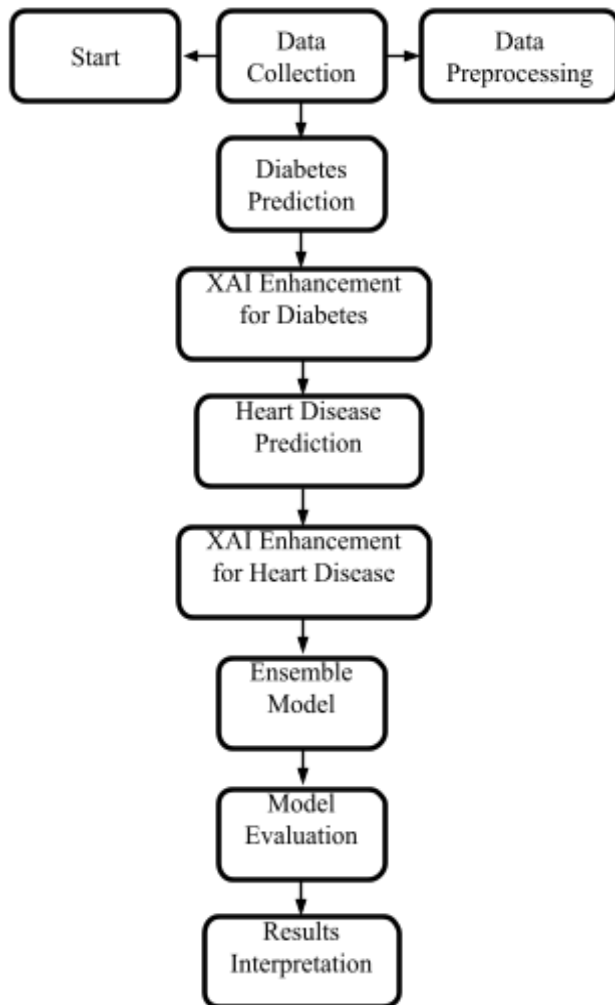 Start
Data
Collection
Data
Preprocessing
Diabetes
Prediction
XAI Enhancement
for Diabetes
Heart Disease
Prediction
XAI Enhancement
for Heart Disease
Ensemble
Model
Model
Evaluation
Results
Interpretation